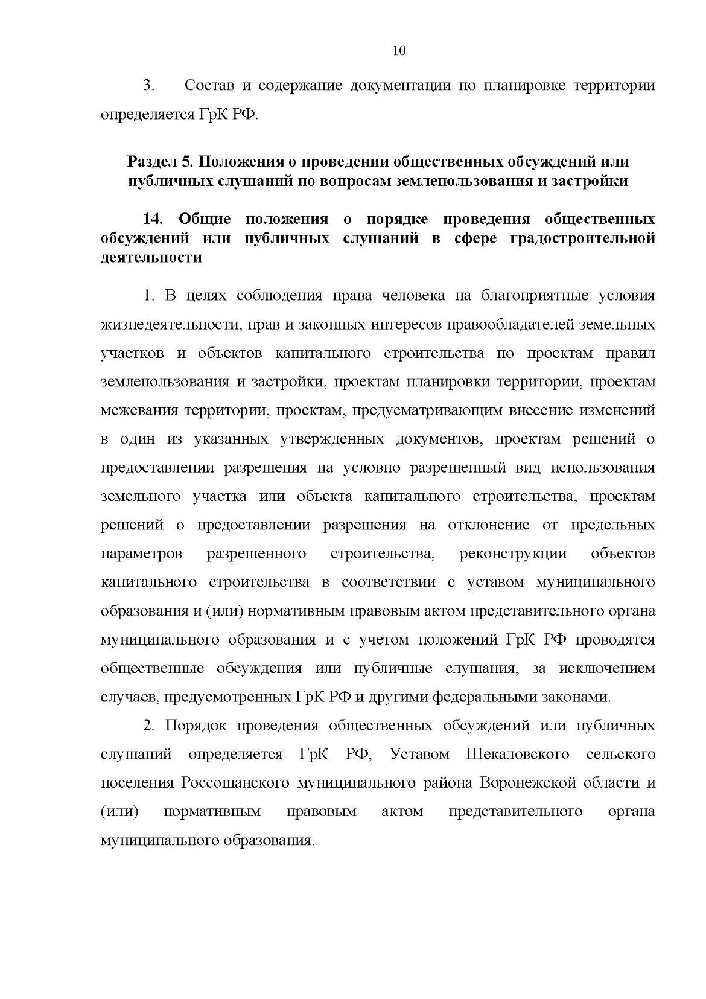 10
3. Состав и содержание документации по планировке территории
определяется ГрК РФ.
Раздел 5. Положения о проведении общественных обсуждений или
публичных слушаний по вопросам землепользования и застройки
14. Общие положения о порядке проведения общественных
обсуждений или публичных слушаний в сфере градостроительной
деятельности
1. В целях соблюдения права человека на благоприятные условия
жизнедеятельности, прав и законных интересов правообладателей земельных
участков и объектов капитального строительства по проектам правил
землепользования и застройки, проектам планировки территории, проектам
межевания территории, проектам, предусматривающим внесение изменений
в один из указанных утвержденных документов, проектам решений о
предоставлении разрешения на условно разрешенный вид использования
земельного участка или объекта капитального строительства, проектам
решений о предоставлении разрешения на отклонение от предельных
параметров разрешенного строительства, реконструкции объектов
капитального строительства в соответствии с уставом муниципального
образования и (или) нормативным правовым актом представительного органа
муниципального образования и с учетом положений ГрК РФ проводятся
общественные обсуждения или публичные слушания, за исключением
случаев, предусмотренных ГрК РФ и другими федеральными законами.
2. Порядок проведения общественных обсуждений или публичных
слушаний определяется ГрК РФ, Уставом Шекаловского сельского
поселения Россошанского муниципального района Воронежской области и
(или) нормативным правовым актом представительного органа
муниципального образования.